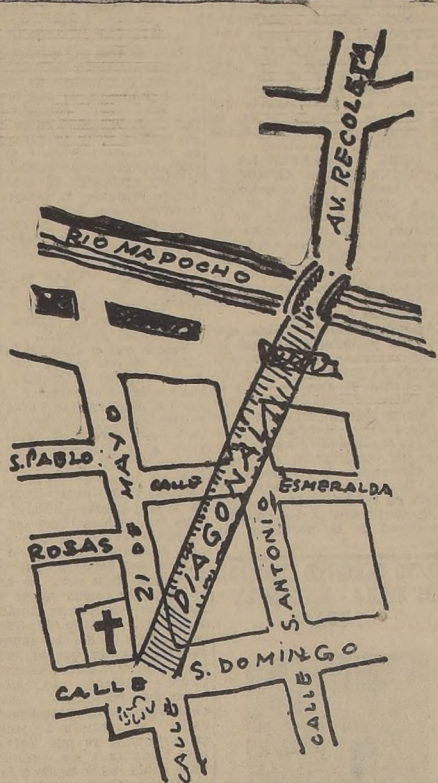 AV. RECOLETA
RIO MAPOCHO
S. PABLO
21 DE MAYO
CALLE ESMERALDA
DIAGONAL
ROSAS
S. ANTONIO
CALLE S. DOMINGO
CALLE
CALLE